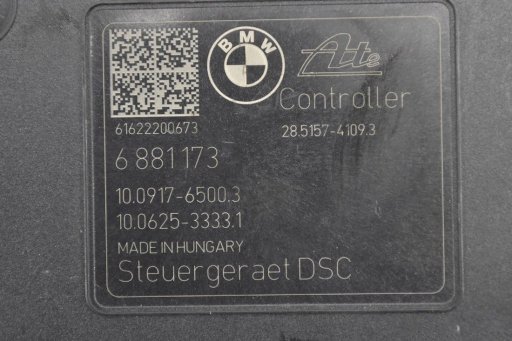 BMW
Ate
Controller
61622200673
28.5157-4109.3
6 881 173
10.0917-6500.3
10.0625-3333.1
MADE IN HUNGARY
Steuergeraet DSC